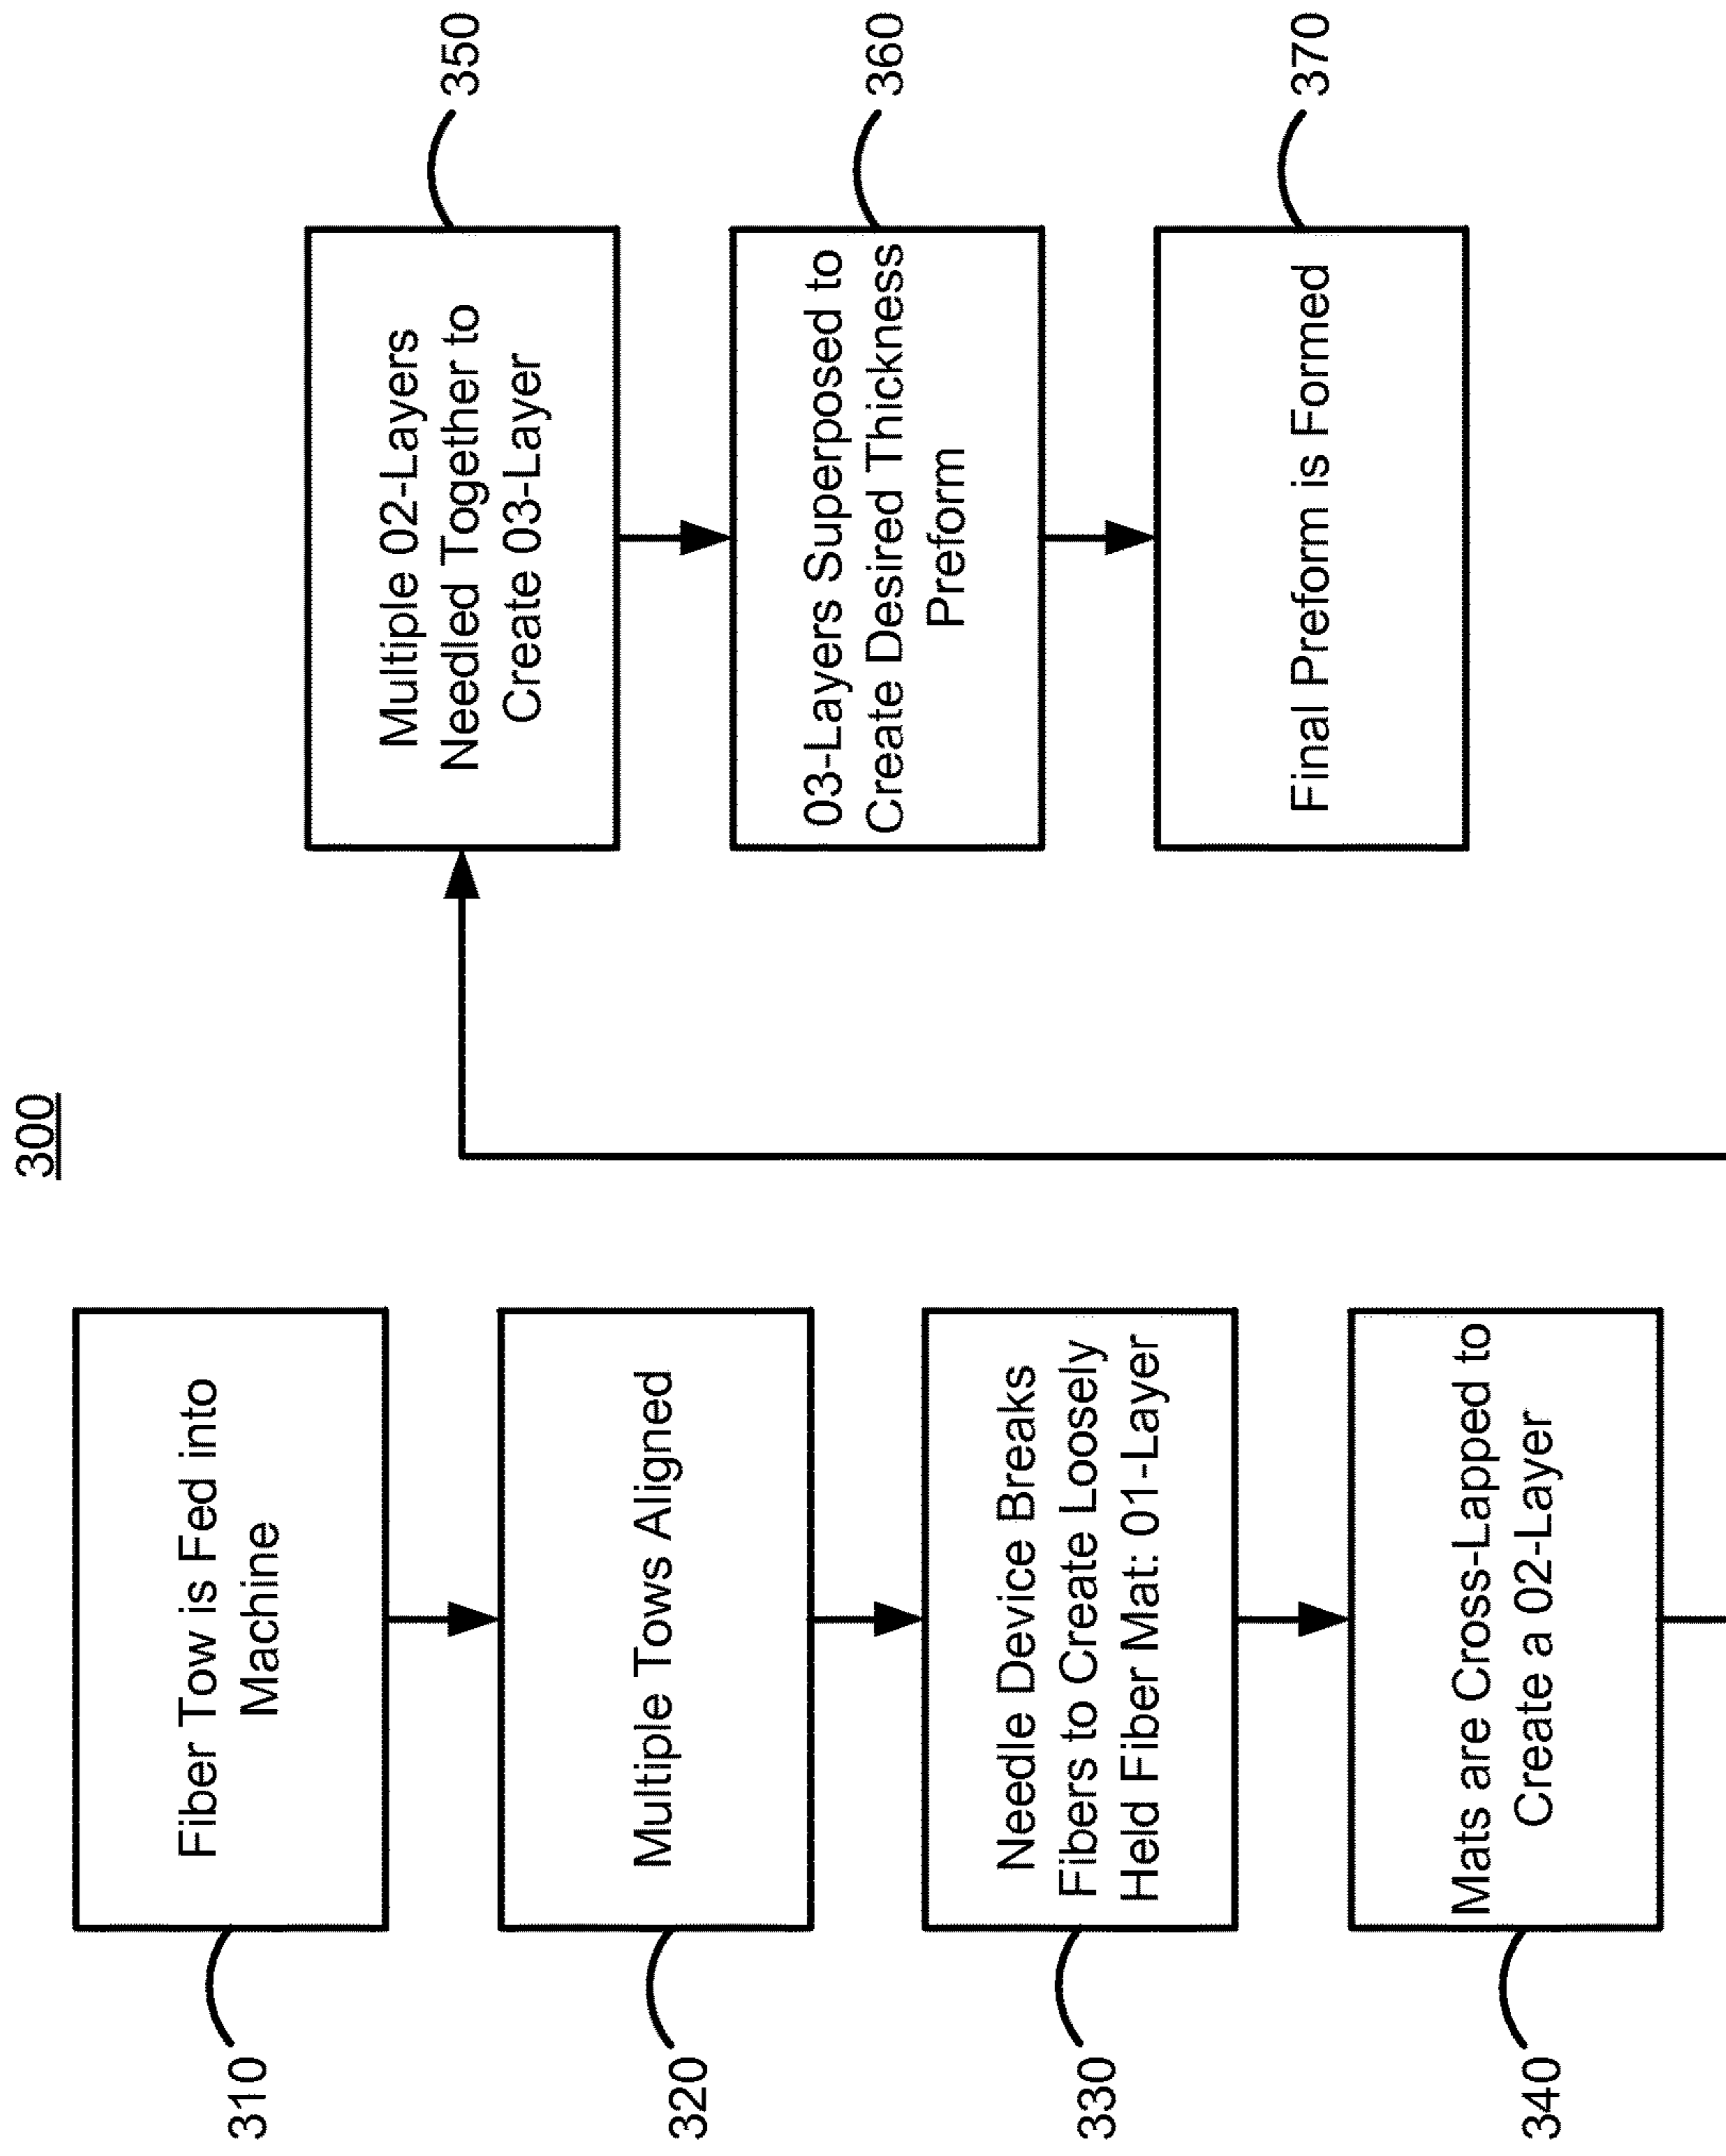 300
310
Fiber Tow is Fed into
Machine
320
Multiple Tows Aligned
330
Needle Device Breaks
Fibers to Create Loosely
Held Fiber Mat: 01-Layer
340
Mats are Cross-Lapped to
Create a 02-Layer
350
Multiple 02-Layers
Needled Together to
Create 03-Layer
360
03-Layers Superposed to
Create Desired Thickness
Preform
370
Final Preform is Formed